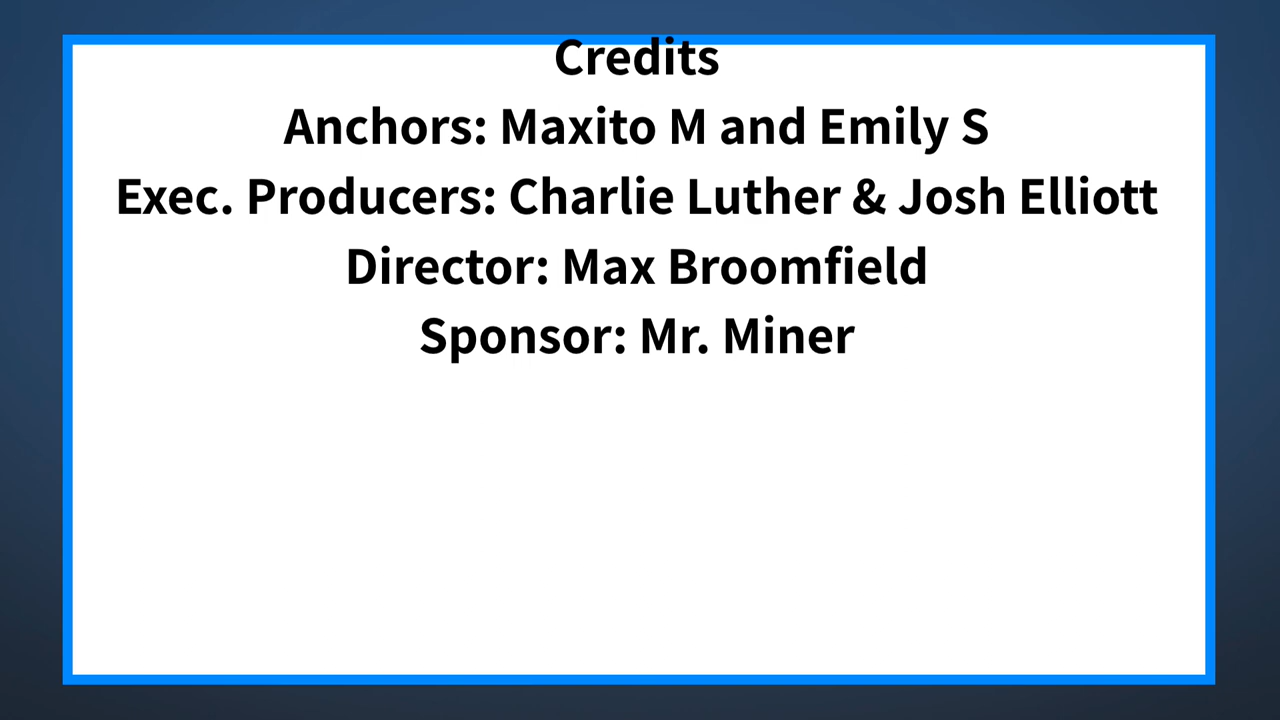 Credits
Anchors: Maxito M and Emily S
Exec. Producers: Charlie Luther & Josh Elliott
Director: Max Broomfield
Sponsor: Mr. Miner